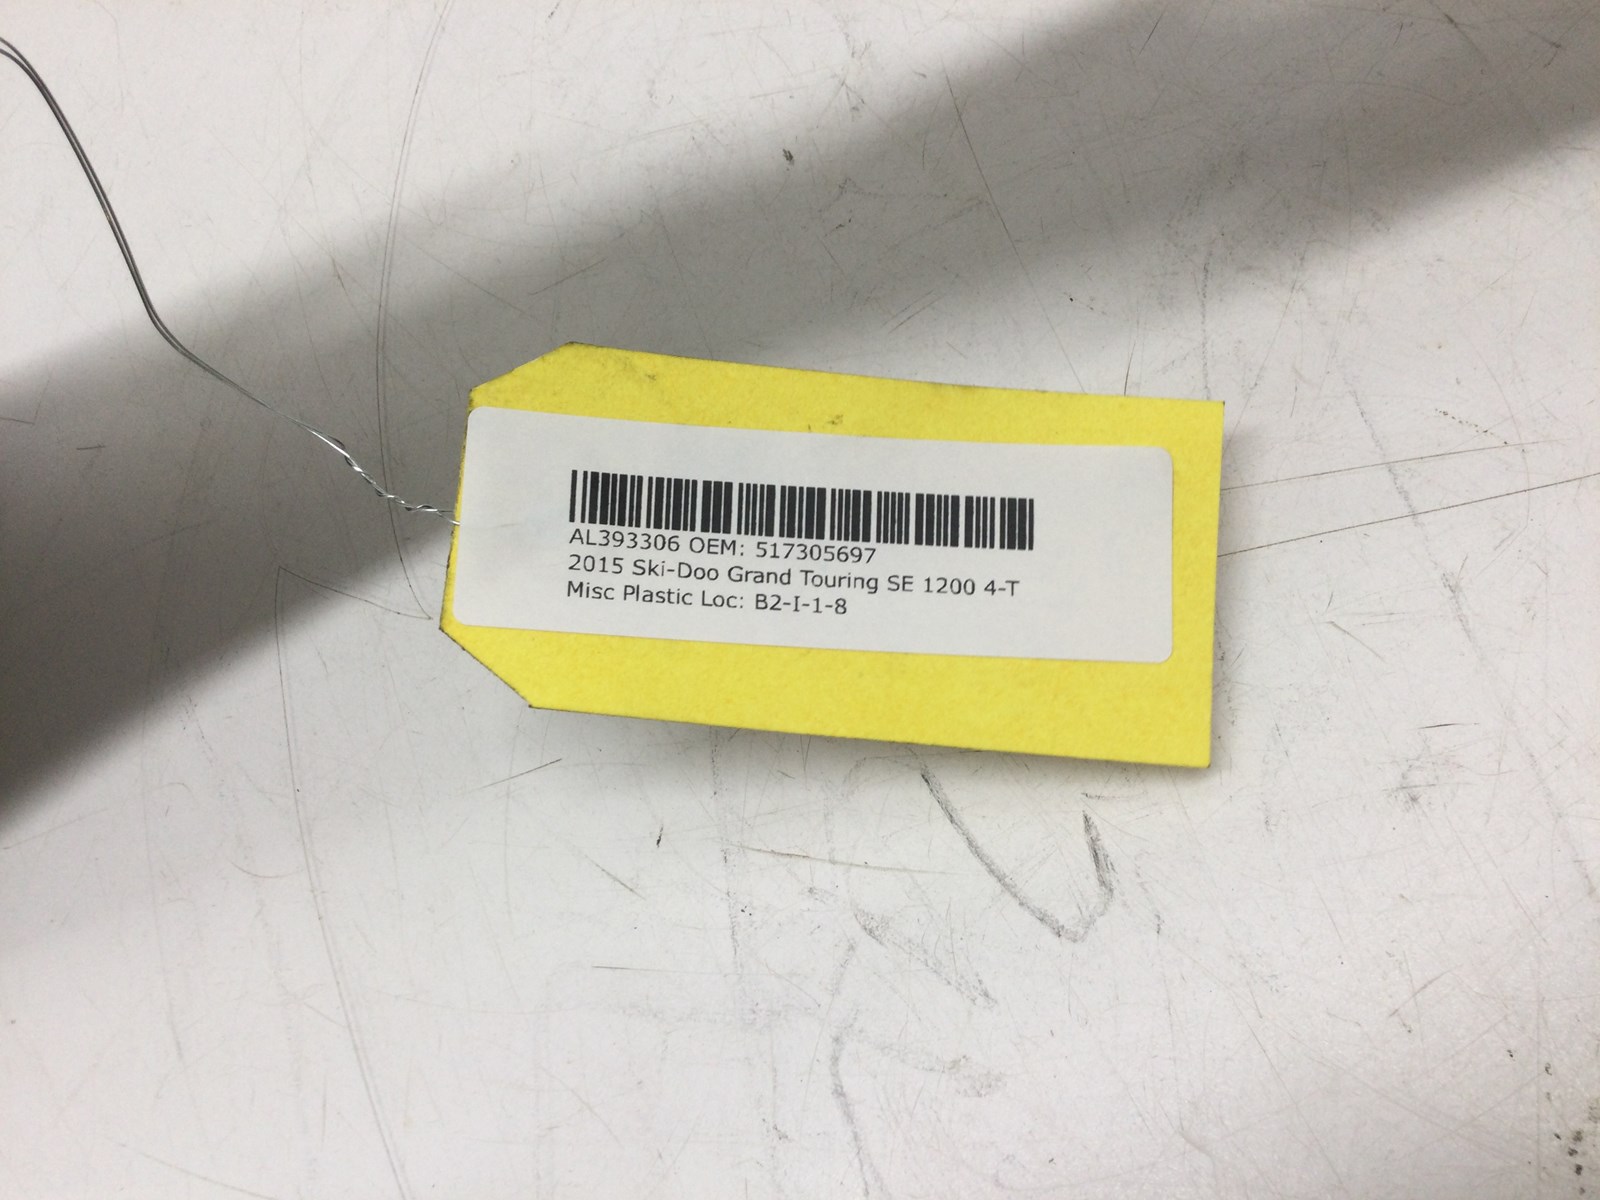 AL393306 OEM: 517305697
2015 Ski-Doo Grand Touring SE 1200 4-T
Misc Plastic Loc: B2-I-1-8